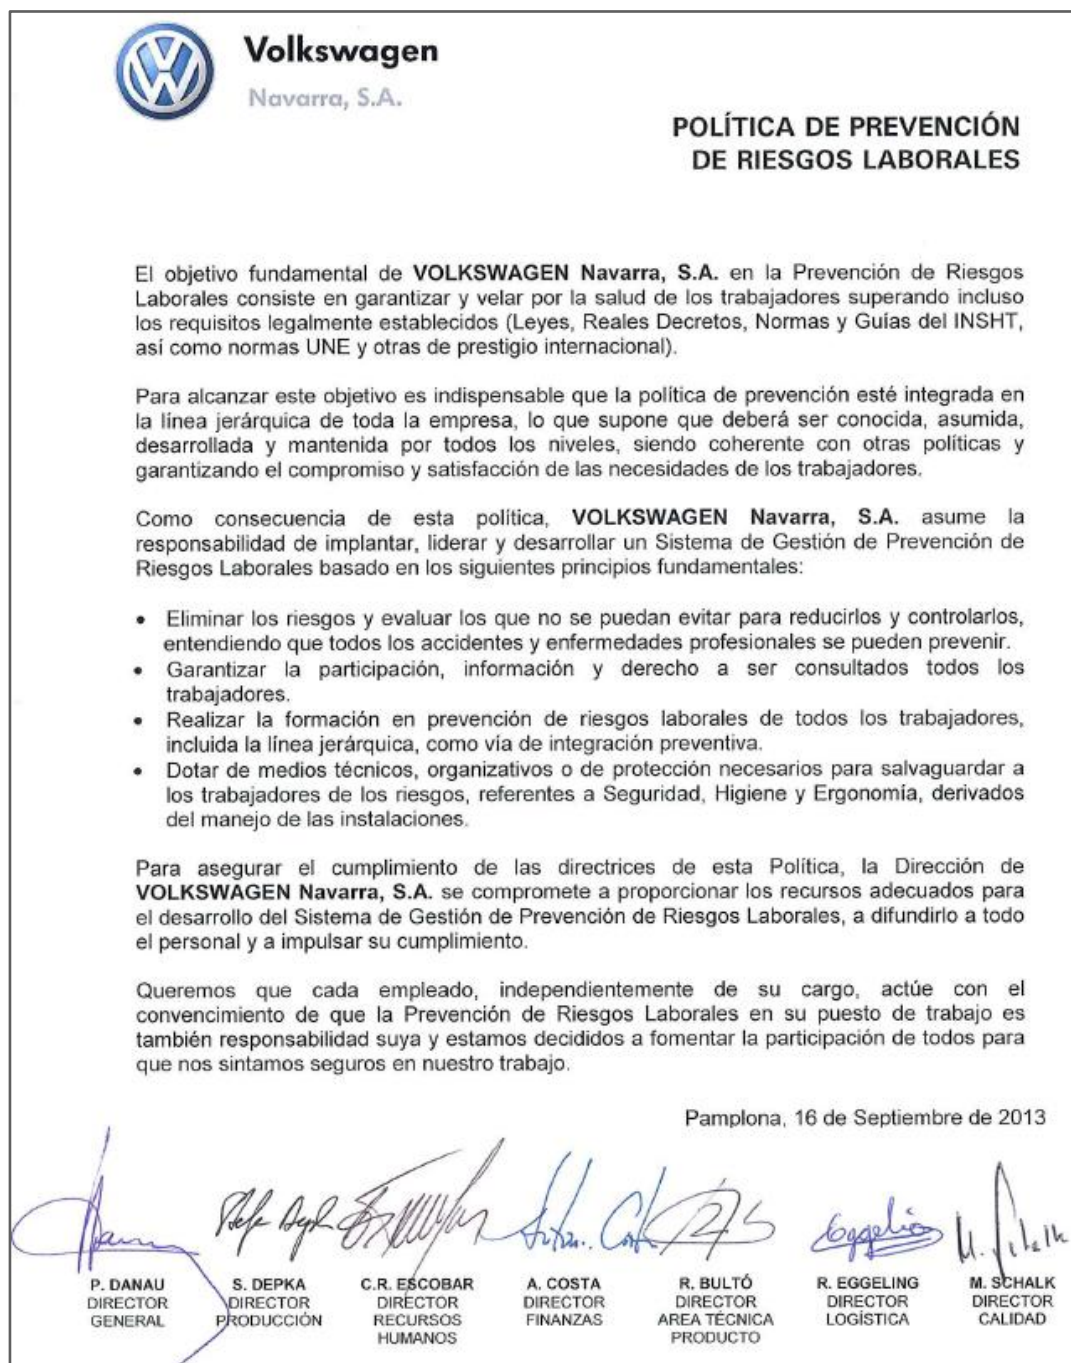 Volkswagen
Navarra, S.A.
POLÍTICA DE PREVENCIÓN
DE RIESGOS LABORALES
El objetivo fundamental de VOLKSWAGEN Navarra, S.A. en la Prevención de Riesgos
Laborales consiste en garantizar y velar por la salud de los trabajadores superando incluso
los requisitos legalmente establecidos (Leyes, Reales Decretos, Normas y Guías del INSHT,
así como normas UNE y otras de prestigio internacional).
Para alcanzar este objetivo es indispensable que la política de prevención esté integrada en
la línea jerárquica de toda la empresa, lo que supone que deberá ser conocida, asumida,
desarrollada y mantenida por todos los niveles, siendo coherente con otras políticas y
garantizando el compromiso y satisfacción de las necesidades de los trabajadores.
Como consecuencia de esta política, VOLKSWAGEN Navarra, S.A. asume la
responsabilidad de implantar, liderar y desarrollar un Sistema de Gestión de Prevención de
Riesgos Laborales basado en los siguientes principios fundamentales:
• Eliminar los riesgos y evaluar los que no se puedan evitar para reducirlos y controlarlos,
entendiendo que todos los accidentes y enfermedades profesionales se pueden prevenir.
• Garantizar la participación, información y derecho a ser consultados todos los
trabajadores.
• Realizar la formación en prevención de riesgos laborales de todos los trabajadores,
incluida la línea jerárquica, como vía de integración preventiva.
• Dotar de medios técnicos, organizativos o de protección necesarios para salvaguardar a
los trabajadores de los riesgos, referentes a Seguridad, Higiene y Ergonomía, derivados
del manejo de las instalaciones.
Para asegurar el cumplimiento de las directrices de esta Política, la Dirección de
VOLKSWAGEN Navarra, S.A. se compromete a proporcionar los recursos adecuados para
el desarrollo del Sistema de Gestión de Prevención de Riesgos Laborales, a difundirlo a todo
el personal y a impulsar su cumplimiento.
Queremos que cada empleado, independientemente de su cargo, actúe con el
convencimiento de que la Prevención de Riesgos Laborales en su puesto de trabajo es
también responsabilidad suya y estamos decididos a fomentar la participación de todos para
que nos sintamos seguros en nuestro trabajo.
Pamplona, 16 de Septiembre de 2013
P. DANAU S. DEPKA C.R. ESCOBAR A. COSTA R. BULTÓ R. EGGELING M. SCHALK
DIRECTOR DIRECTOR DIRECTOR DIRECTOR DIRECTOR DIRECTOR DIRECTOR
GENERAL PRODUCCIÓN RECURSOS FINANZAS AREA TÉCNICA LOGÍSTICA CALIDAD
HUMANOS PRODUCTO